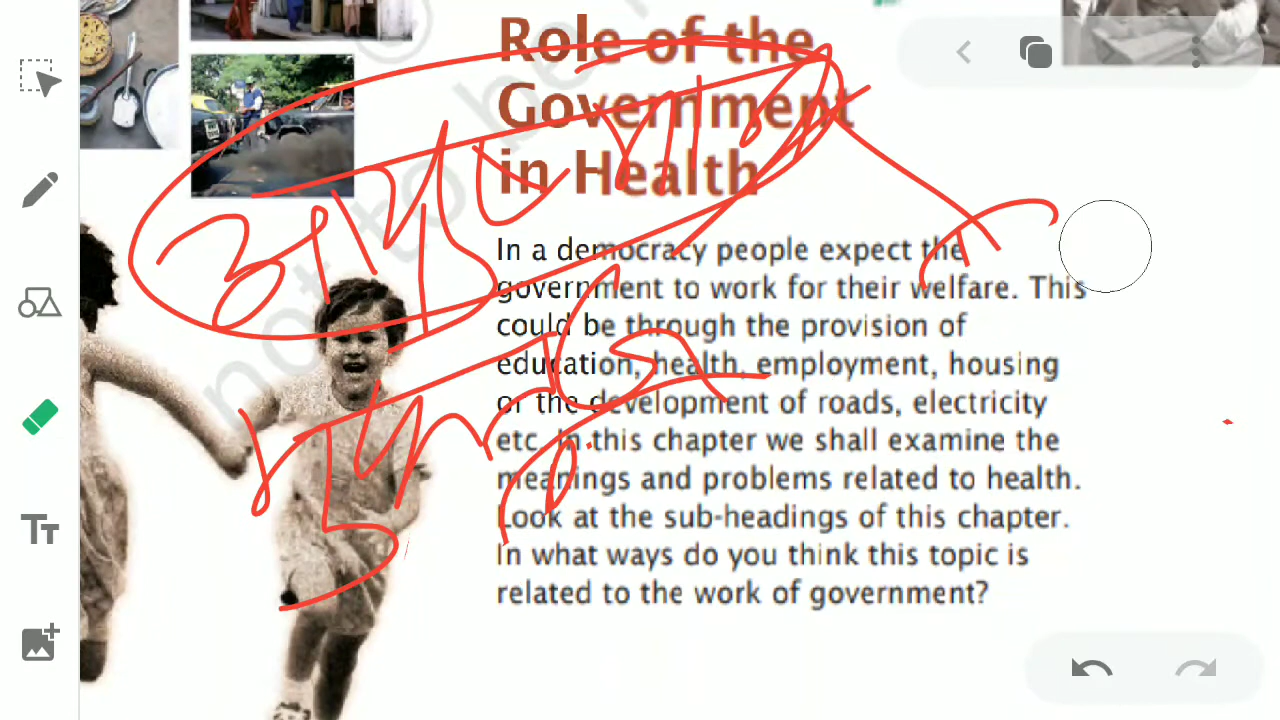 Role of the
Government
in Health
In a democracy people expect the
government to work for their welfare. This
could be through the provision of
education, health, employment, housing
or the development of roads, electricity
etc. In this chapter we shall examine the
meanings and problems related to health.
Look at the sub-headings of this chapter.
In what ways do you think this topic is
related to the work of government?
not to be